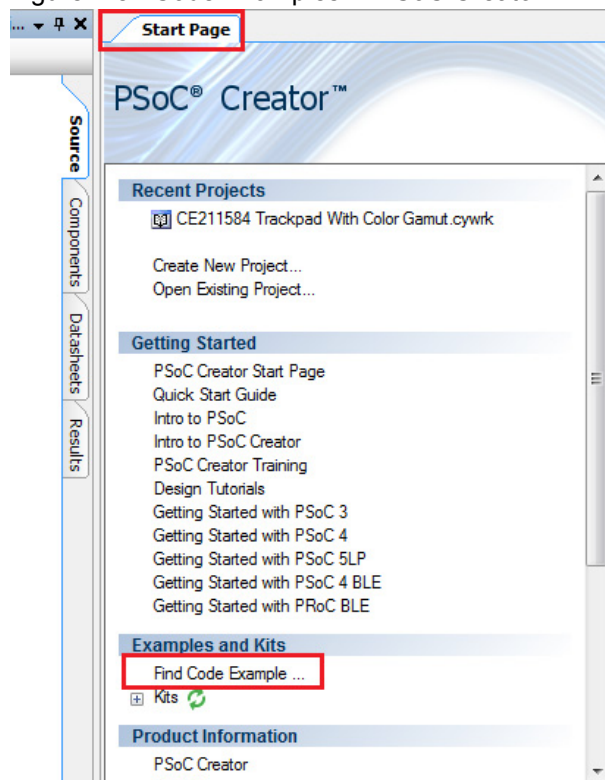 ...
Start Page
PSoC® Creator™
Source
Components
Datasheets
Results
Recent Projects
CE211584 Trackpad With Color Gamut.cywrk
Create New Project...
Open Existing Project...
Getting Started
PSoC Creator Start Page
Quick Start Guide
Intro to PSoC
Intro to PSoC Creator
PSoC Creator Training
Design Tutorials
Getting Started with PSoC 3
Getting Started with PSoC 4
Getting Started with PSoC 5LP
Getting Started with PSoC 4 BLE
Getting Started with PRoC BLE
Examples and Kits
Find Code Example ...
Kits
Product Information
PSoC Creator